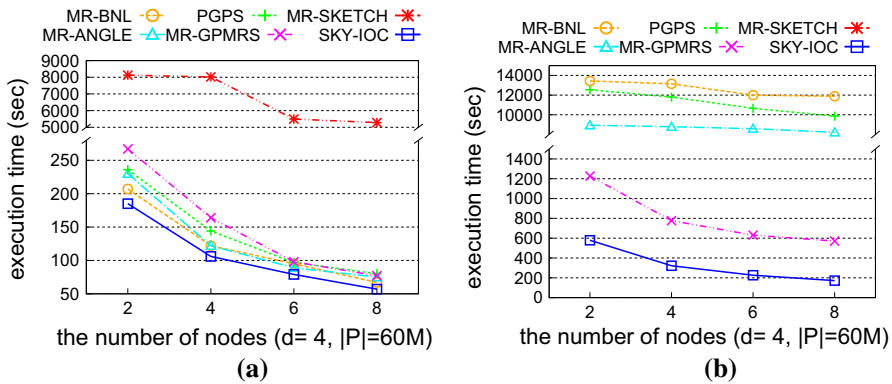 MR-BNL PGPS MR-SKETCH
MR-ANGLE MR-GPMRS SKY-IOC
execution time (sec)
9000
8000
7000
6000
5000
250
200
150
100
50
2 4 6 8
the number of nodes (d= 4, |P|=60M)
(a)
MR-BNL PGPS MR-SKETCH
MR-ANGLE MR-GPMRS SKY-IOC
execution time (sec)
14000
12000
10000
1400
1200
1000
800
600
400
200
0
2 4 6 8
the number of nodes (d= 4, |P|=60M)
(b)